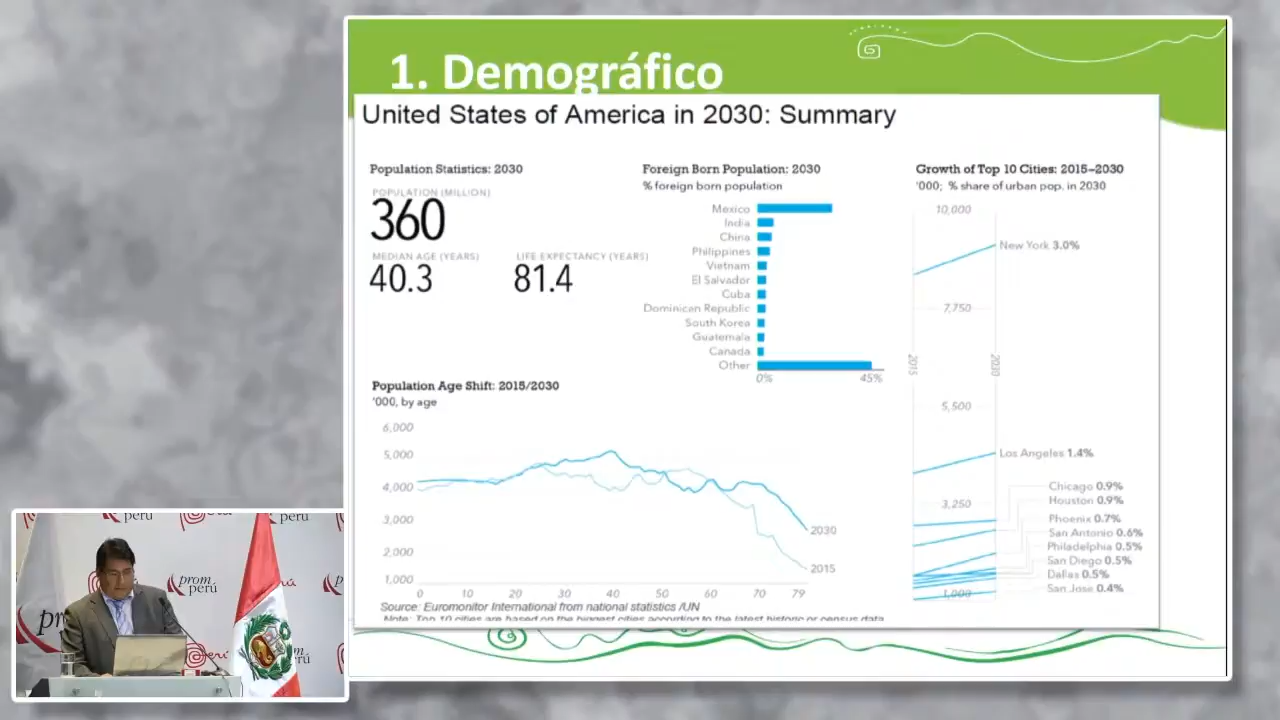 1. Demográfico
United States of America in 2030: Summary
Population Statistics: 2030
POPULATION (MILLION)
360
MEDIAN AGE (YEARS)
LIFE EXPECTANCY (YEARS)
40.3
81.4
Foreign Born Population: 2030
% foreign born population
Mexico
India
China
Philippines
Vietnam
El Salvador
Cuba
Dominican Republic
South Korea
Guatemala
Canada
Other
0%
45%
Growth of Top 10 Cities: 2015–2030
'000; % share of urban pop. in 2030
10,000
New York 3.0%
7,750
2015
2030
5,500
Los Angeles 1.4%
Chicago 0.9%
3,250
Houston 0.9%
Phoenix 0.7%
San Antonio 0.6%
Philadelphia 0.5%
San Diego 0.5%
Dallas 0.5%
San Jose 0.4%
1,000
Population Age Shift: 2015/2030
'000, by age
6,000
5,000
4,000
3,000
2,000
1,000
2030
2015
0
10
20
30
40
50
60
70
79
Source: Euromonitor International from national statistics /UN
Note: Top 10 cities are based on the biggest cities according to the latest historic or census data
perú
perú
prom
perú
perú